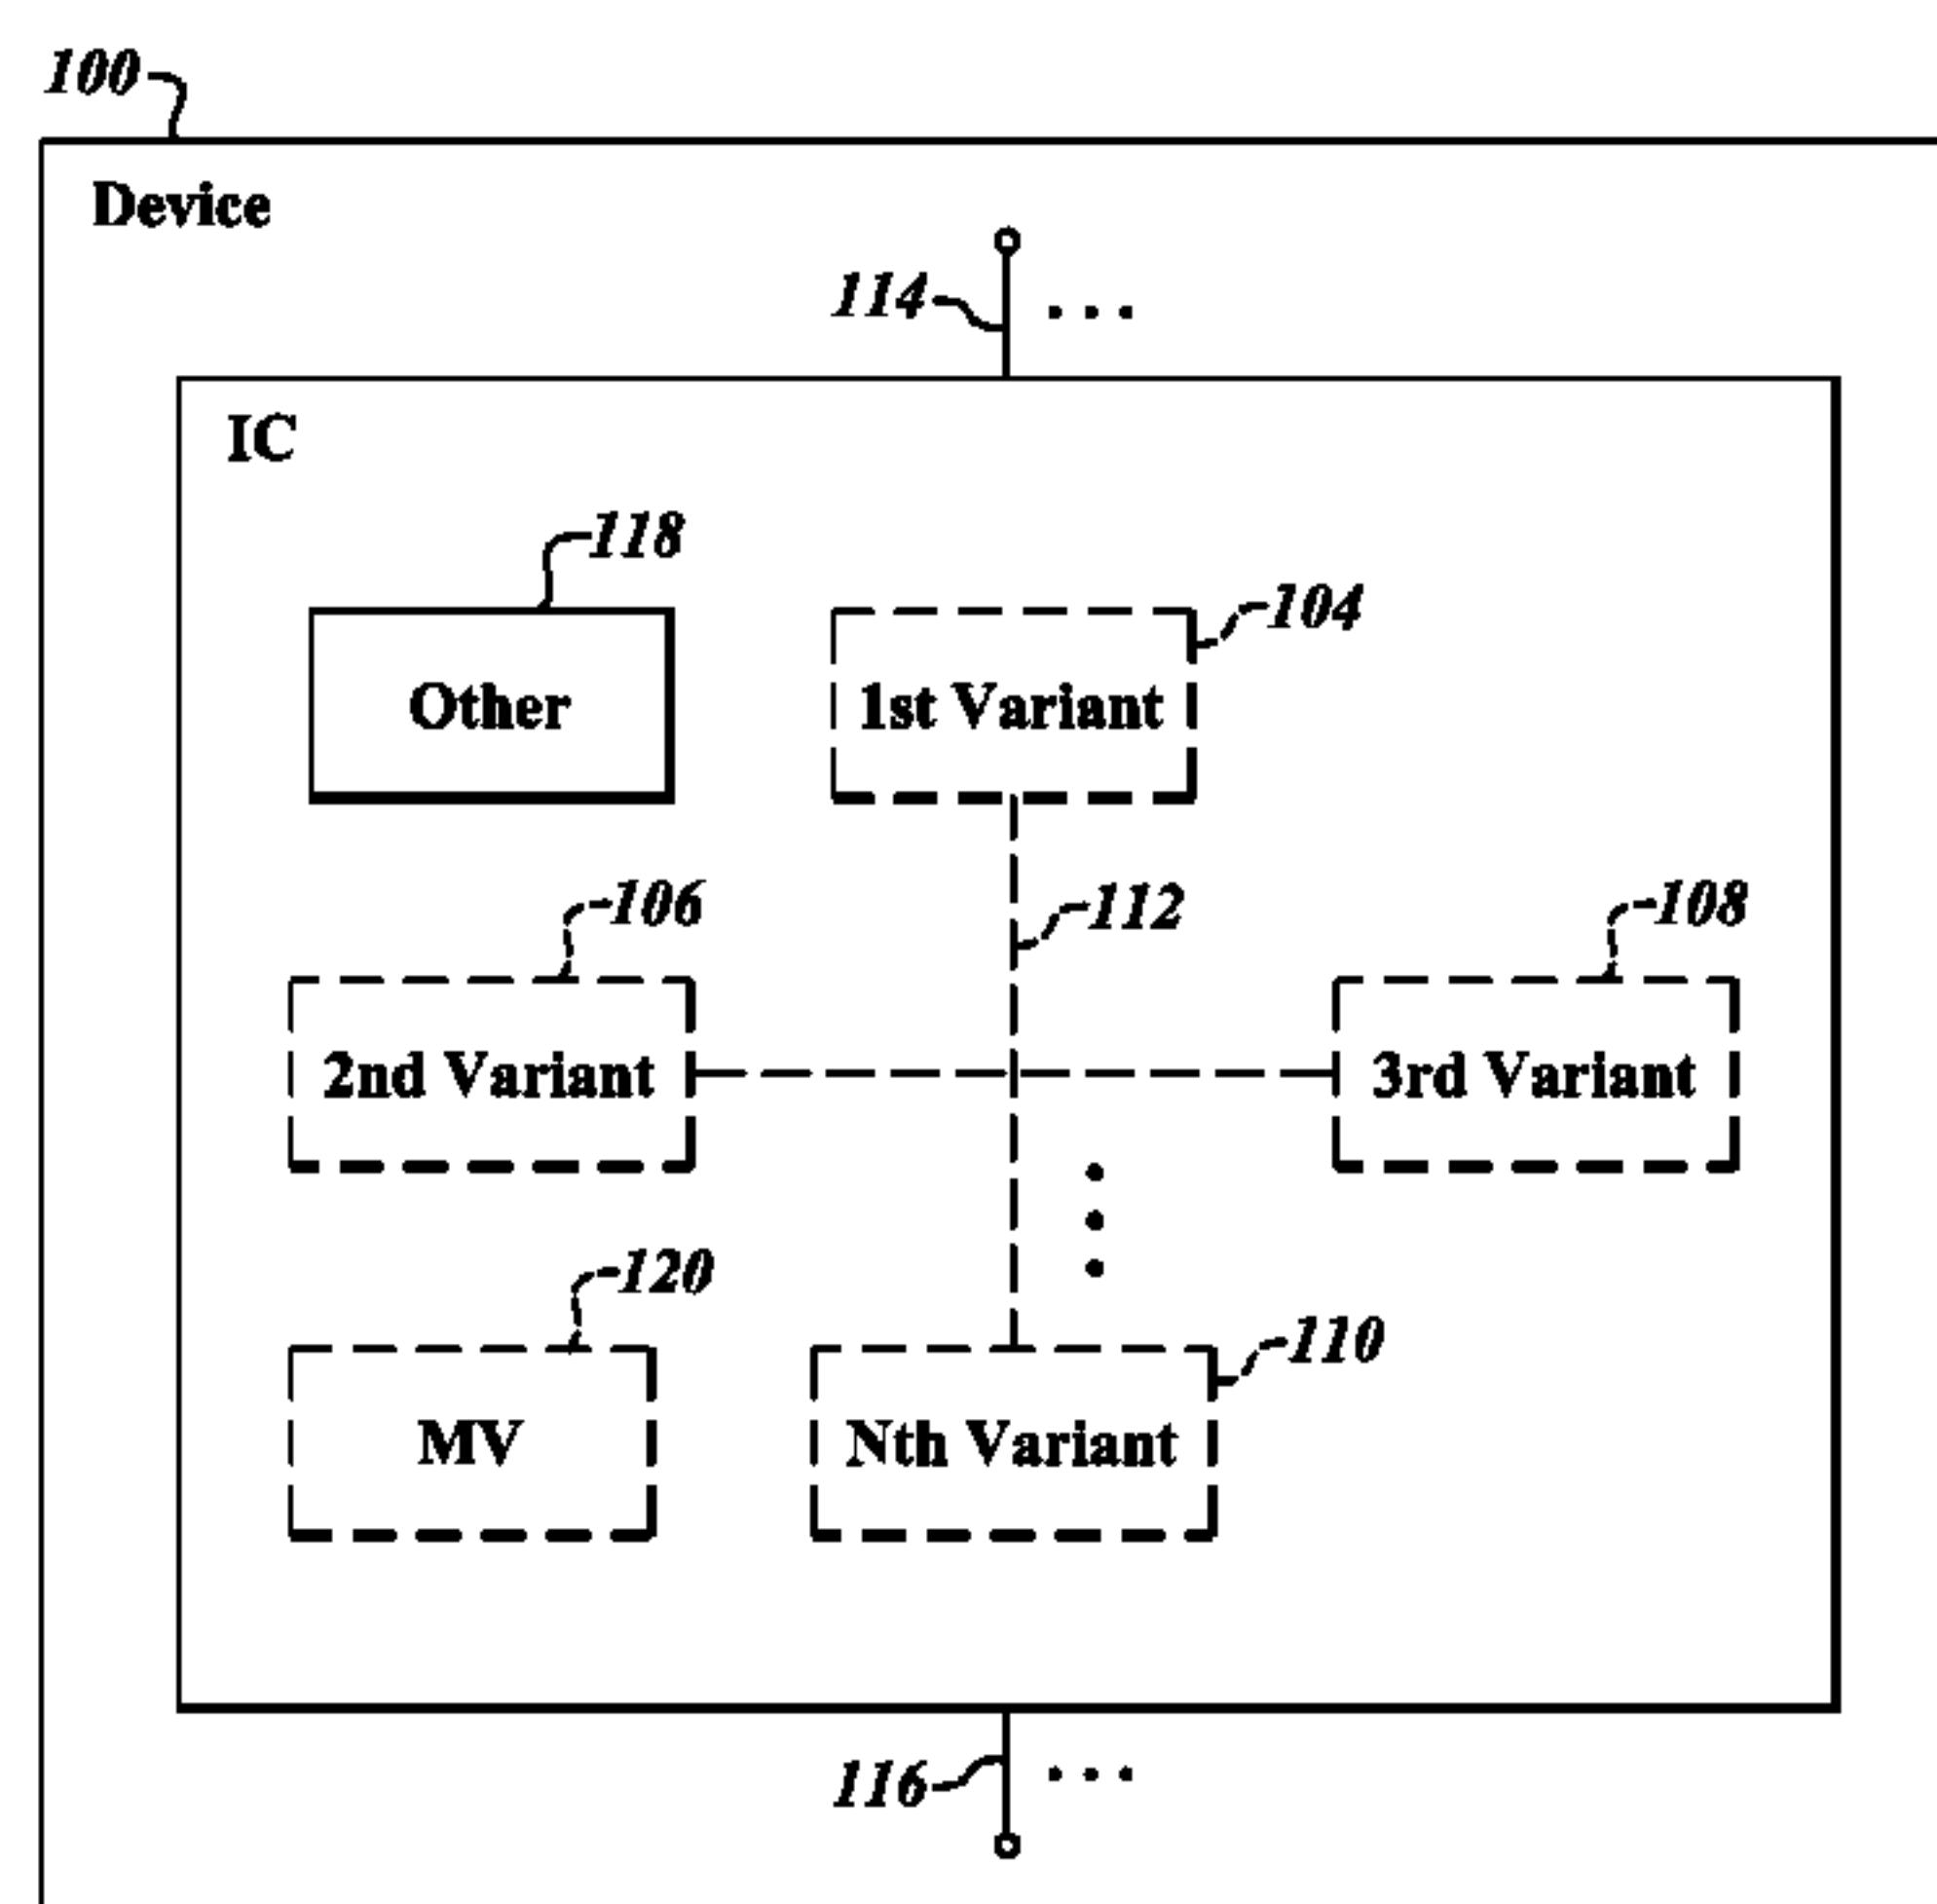 100
Device
114
...
IC
118
104
Other
1st Variant
106
112
108
2nd Variant
3rd Variant
120
110
MV
Nth Variant
116
...